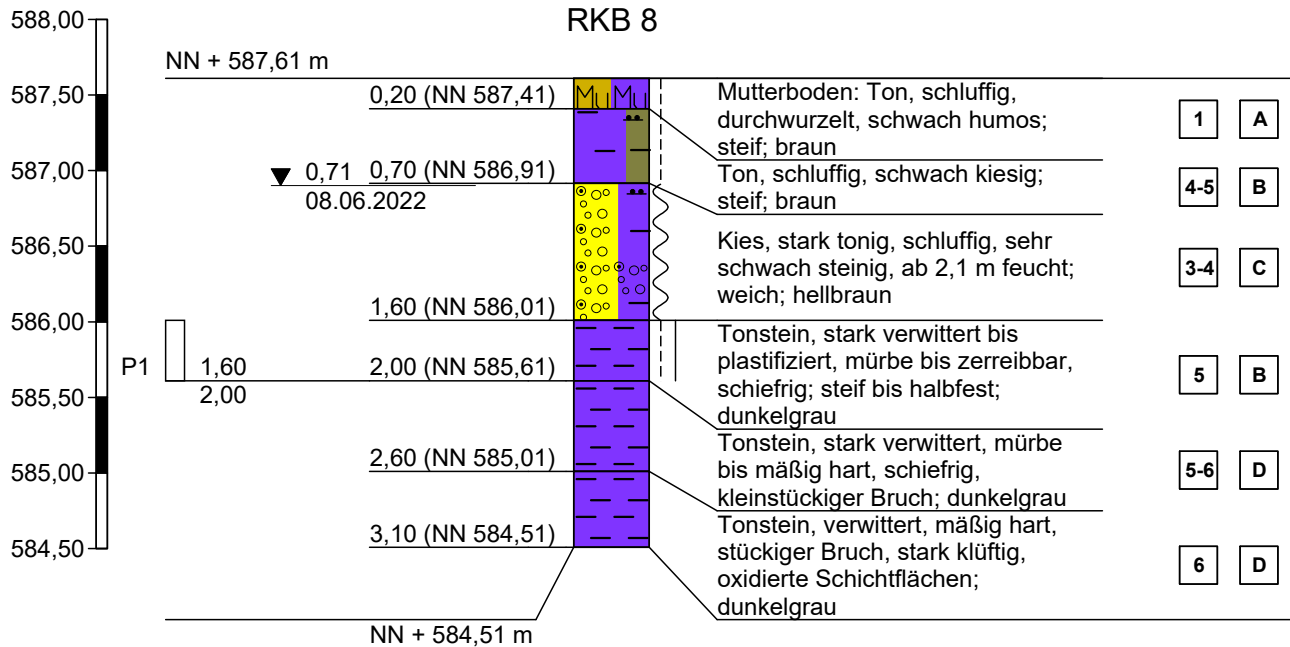 RKB 8
588,00
587,50
587,00
586,50
586,00
585,50
585,00
584,50
NN + 587,61 m
0,20 (NN 587,41)
0,71
08.06.2022
0,70 (NN 586,91)
1,60 (NN 586,01)
P1
1,60
2,00
2,00 (NN 585,61)
2,60 (NN 585,01)
3,10 (NN 584,51)
NN + 584,51 m
Mu Mu
Mutterboden: Ton, schluffig,
durchwurzelt, schwach humos;
steif; braun
1 A
Ton, schluffig, schwach kiesig;
steif; braun
4-5 B
Kies, stark tonig, schluffig, sehr
schwach steinig, ab 2,1 m feucht;
weich; hellbraun
3-4 C
Tonstein, stark verwittert bis
plastifiziert, mürbe bis zerreibbar,
schiefrig; steif bis halbfest;
dunkelgrau
5 B
Tonstein, stark verwittert, mürbe
bis mäßig hart, schiefrig,
kleinstückiger Bruch; dunkelgrau
5-6 D
Tonstein, verwittert, mäßig hart,
stückiger Bruch, stark klüftig,
oxidierte Schichtflächen;
dunkelgrau
6 D